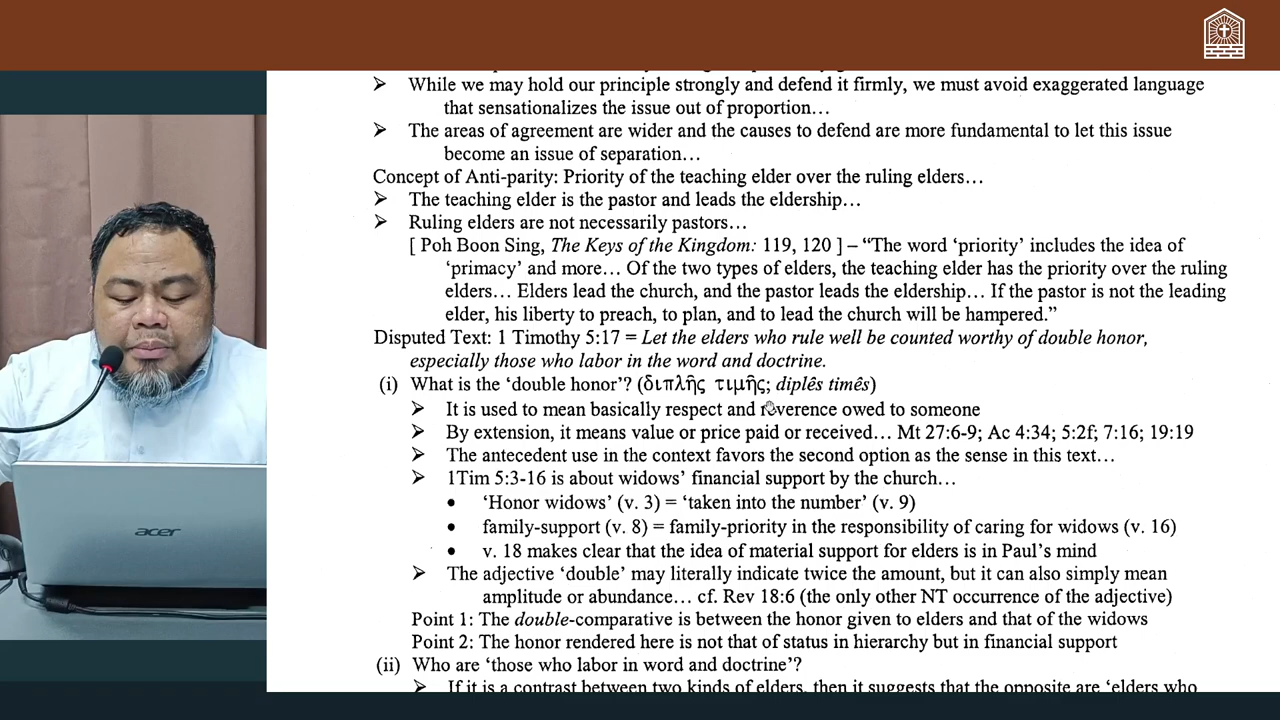 ➢ While we may hold our principle strongly and defend it firmly, we must avoid exaggerated language
that sensationalizes the issue out of proportion…
➢ The areas of agreement are wider and the causes to defend are more fundamental to let this issue
become an issue of separation…
Concept of Anti-parity: Priority of the teaching elder over the ruling elders…
➢ The teaching elder is the pastor and leads the eldership…
➢ Ruling elders are not necessarily pastors…
[ Poh Boon Sing, The Keys of the Kingdom: 119, 120 ] – “The word ‘priority’ includes the idea of
‘primacy’ and more… Of the two types of elders, the teaching elder has the priority over the ruling
elders… Elders lead the church, and the pastor leads the eldership… If the pastor is not the leading
elder, his liberty to preach, to plan, and to lead the church will be hampered.”
Disputed Text: 1 Timothy 5:17 = Let the elders who rule well be counted worthy of double honor,
especially those who labor in the word and doctrine.
(i) What is the ‘double honor’? (διπλῆς τιμῆς; diplês timês)
➢ It is used to mean basically respect and reverence owed to someone
➢ By extension, it means value or price paid or received… Mt 27:6-9; Ac 4:34; 5:2f; 7:16; 19:19
➢ The antecedent use in the context favors the second option as the sense in this text…
➢ 1Tim 5:3-16 is about widows’ financial support by the church…
• ‘Honor widows’ (v. 3) = ‘taken into the number’ (v. 9)
• family-support (v. 8) = family-priority in the responsibility of caring for widows (v. 16)
• v. 18 makes clear that the idea of material support for elders is in Paul’s mind
➢ The adjective ‘double’ may literally indicate twice the amount, but it can also simply mean
amplitude or abundance… cf. Rev 18:6 (the only other NT occurrence of the adjective)
Point 1: The double-comparative is between the honor given to elders and that of the widows
Point 2: The honor rendered here is not that of status in hierarchy but in financial support
(ii) Who are ‘those who labor in word and doctrine’?
➢ If it is a contrast between two kinds of elders, then it suggests that the opposite are ‘elders who
acer